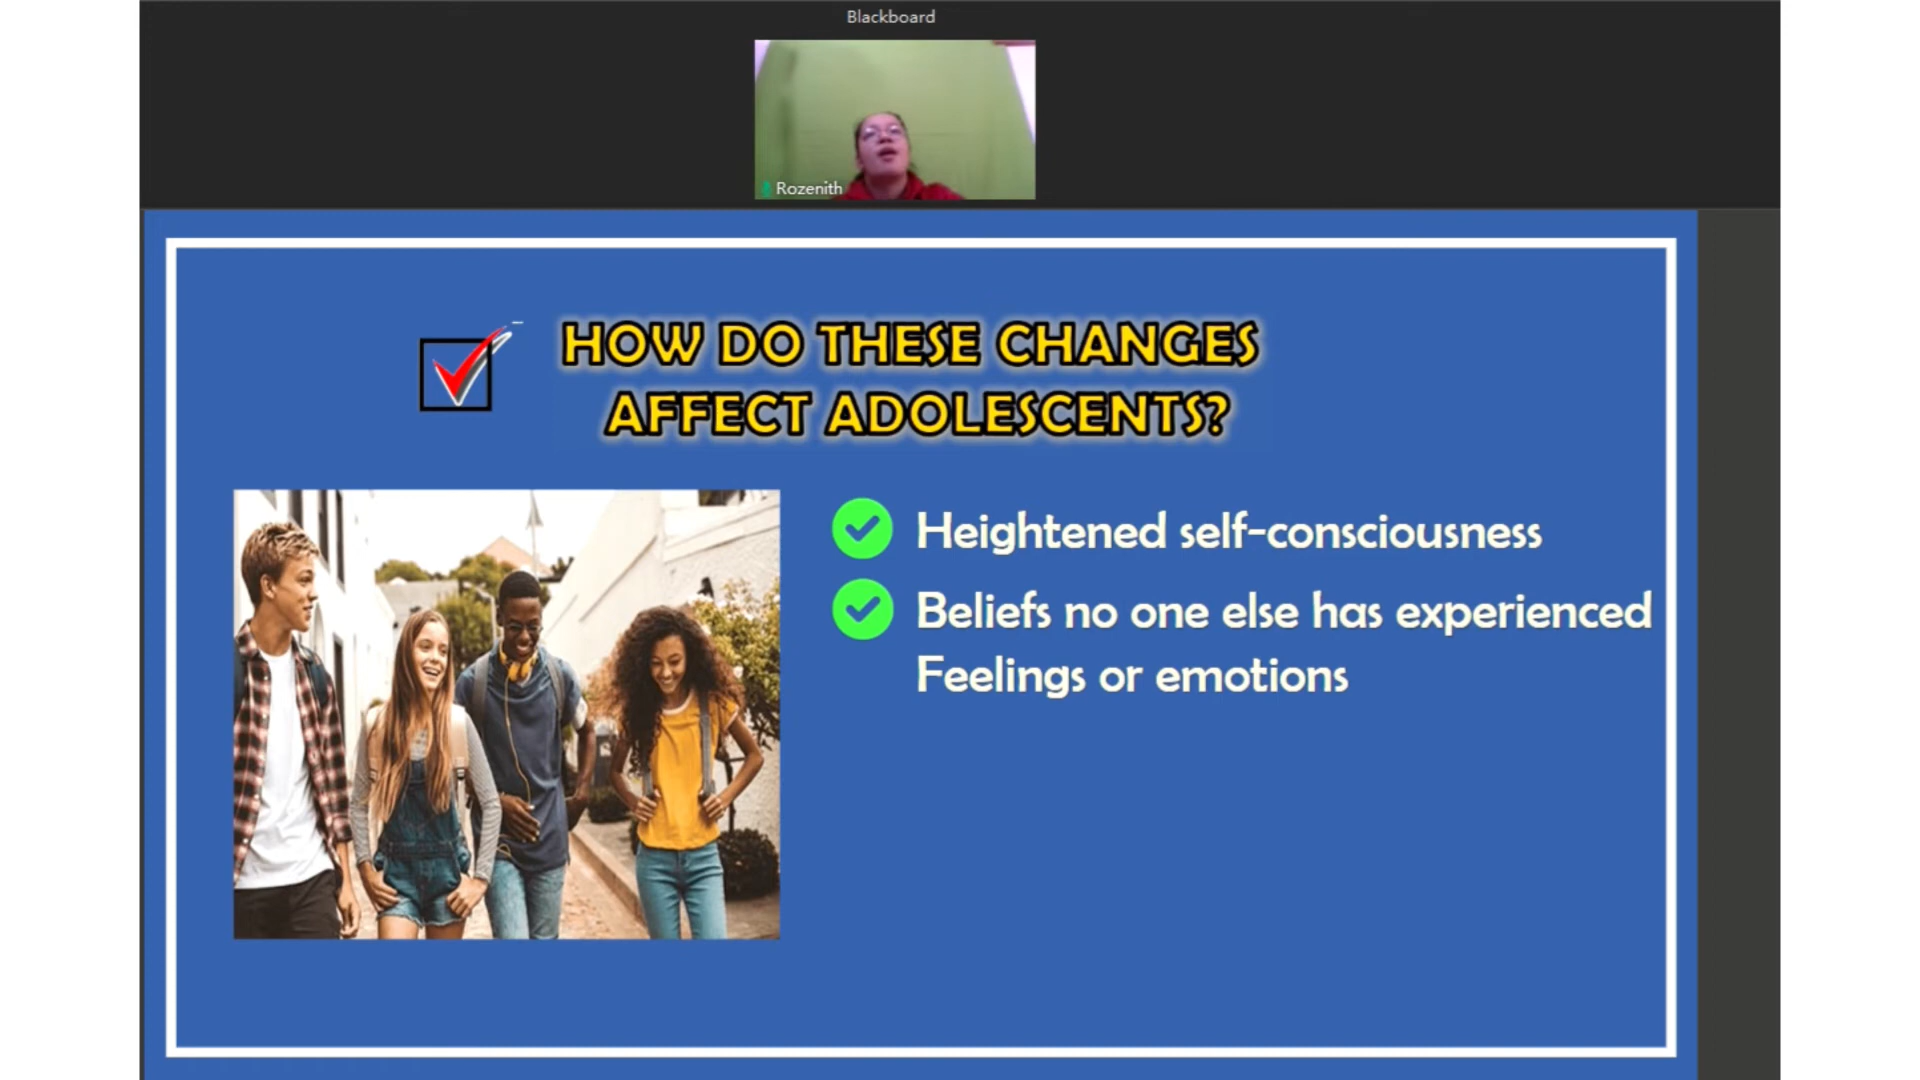 Blackboard
Rozenith
HOW DO THESE CHANGES
AFFECT ADOLESCENTS?
Heightened self-consciousness
Beliefs no one else has experienced
Feelings or emotions